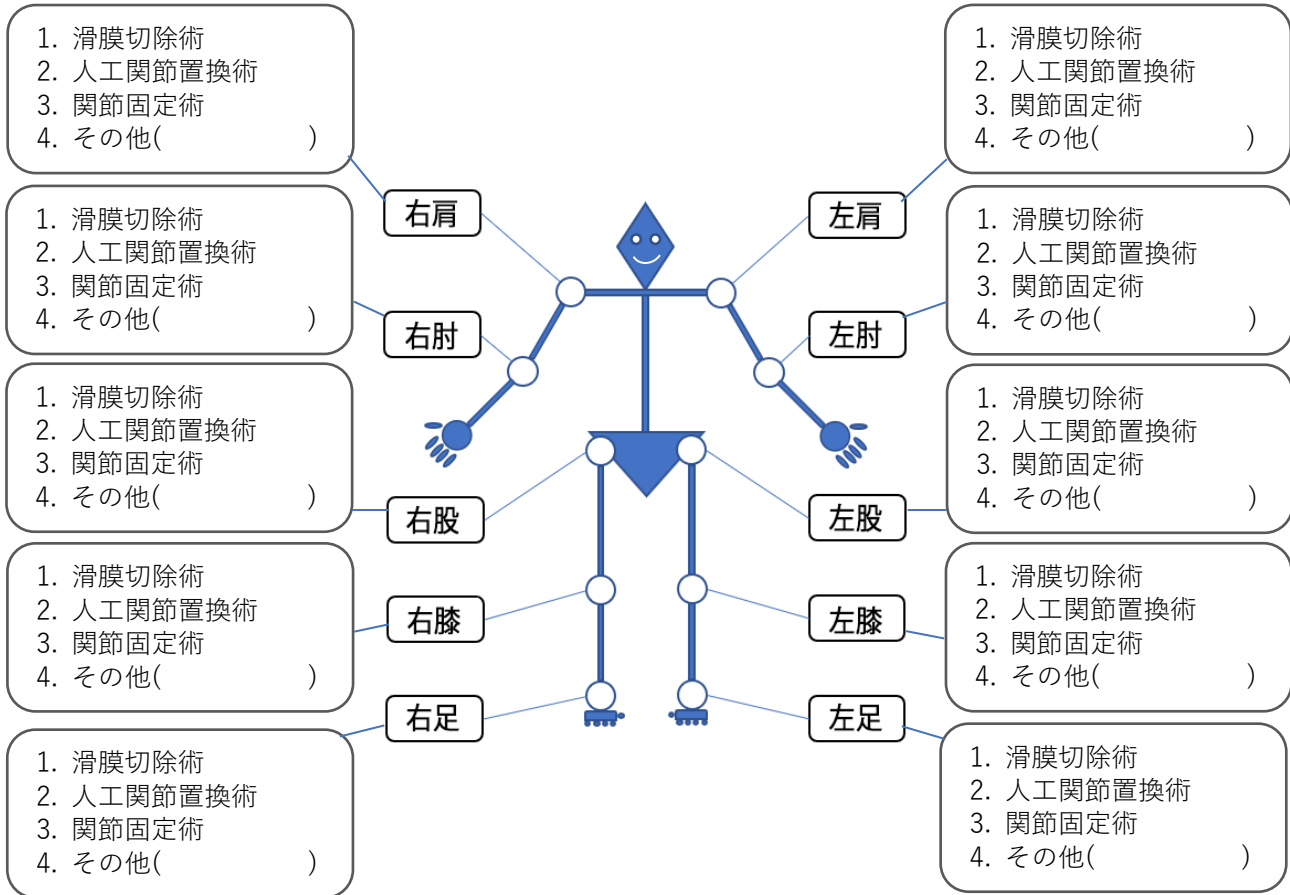 1. 滑膜切除術
2. 人工関節置換術
3. 関節固定術
4. その他(　　　　　)
右肩
1. 滑膜切除術
2. 人工関節置換術
3. 関節固定術
4. その他(　　　　　)
右肘
1. 滑膜切除術
2. 人工関節置換術
3. 関節固定術
4. その他(　　　　　)
右股
1. 滑膜切除術
2. 人工関節置換術
3. 関節固定術
4. その他(　　　　　)
右膝
1. 滑膜切除術
2. 人工関節置換術
3. 関節固定術
4. その他(　　　　　)
右足
1. 滑膜切除術
2. 人工関節置換術
3. 関節固定術
4. その他(　　　　　)
左肩
1. 滑膜切除術
2. 人工関節置換術
3. 関節固定術
4. その他(　　　　　)
左肘
1. 滑膜切除術
2. 人工関節置換術
3. 関節固定術
4. その他(　　　　　)
左股
1. 滑膜切除術
2. 人工関節置換術
3. 関節固定術
4. その他(　　　　　)
左膝
1. 滑膜切除術
2. 人工関節置換術
3. 関節固定術
4. その他(　　　　　)
左足